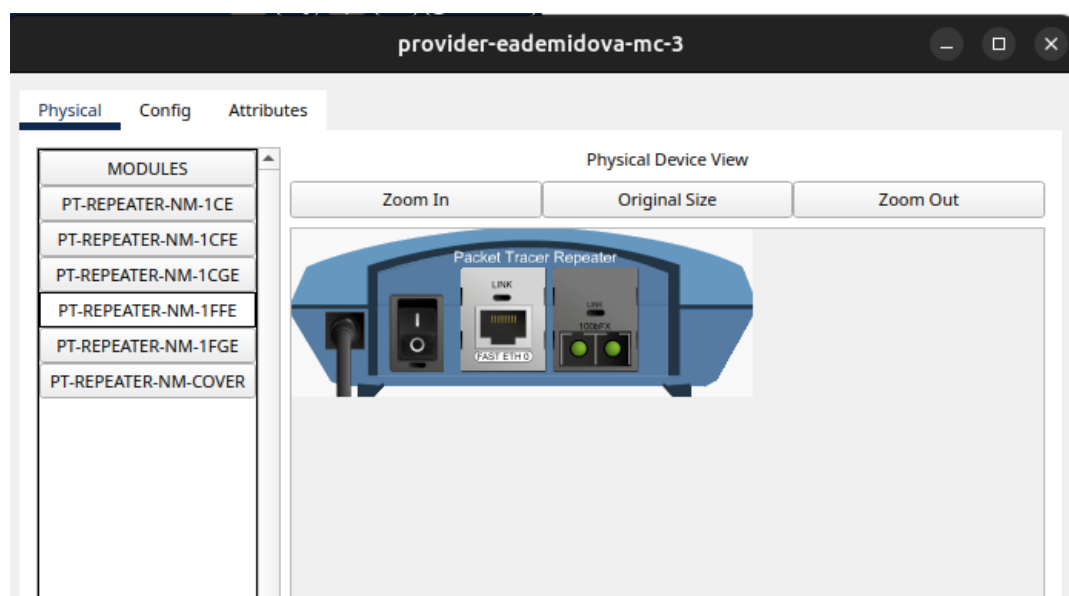 provider-eademidova-mc-3
Physical Config Attributes
MODULES
PT-REPEATER-NM-1CE
PT-REPEATER-NM-1CFE
PT-REPEATER-NM-1CGE
PT-REPEATER-NM-1FFE
PT-REPEATER-NM-1FGE
PT-REPEATER-NM-COVER
Physical Device View
Zoom In Original Size Zoom Out
Packet Tracer Repeater
LINK
FAST ETH 0
LINK
100bFX